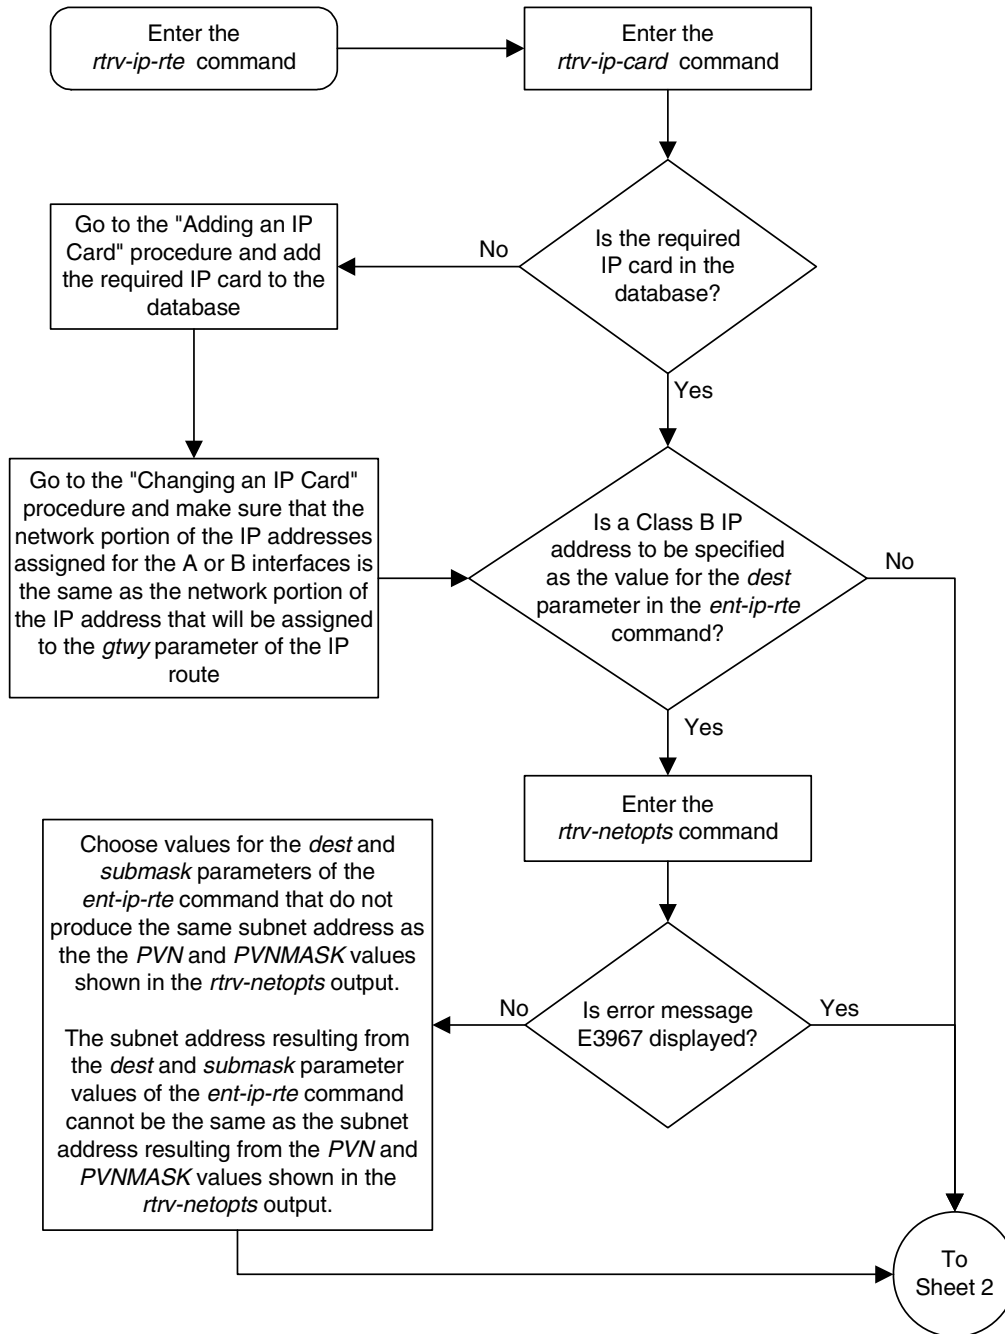 Enter the
rtrv-ip-rte command
Enter the
rtrv-ip-card command
Is the required
IP card in the
database?
No
Go to the "Adding an IP
Card" procedure and add
the required IP card to the
database
Yes
Go to the "Changing an IP Card"
procedure and make sure that the
network portion of the IP addresses
assigned for the A or B interfaces is
the same as the network portion of
the IP address that will be assigned
to the gtwy parameter of the IP
route
Is a Class B IP
address to be specified
as the value for the dest
parameter in the ent-ip-rte
command?
No
Yes
Enter the
rtrv-netopts command
Is error message
E3967 displayed?
No
Yes
Choose values for the dest and
submask parameters of the
ent-ip-rte command that do not
produce the same subnet address as
the the PVN and PVNMASK values
shown in the rtrv-netopts output.
The subnet address resulting from
the dest and submask parameter
values of the ent-ip-rte command
cannot be the same as the subnet
address resulting from the PVN and
PVNMASK values shown in the
rtrv-netopts output.
To
Sheet 2